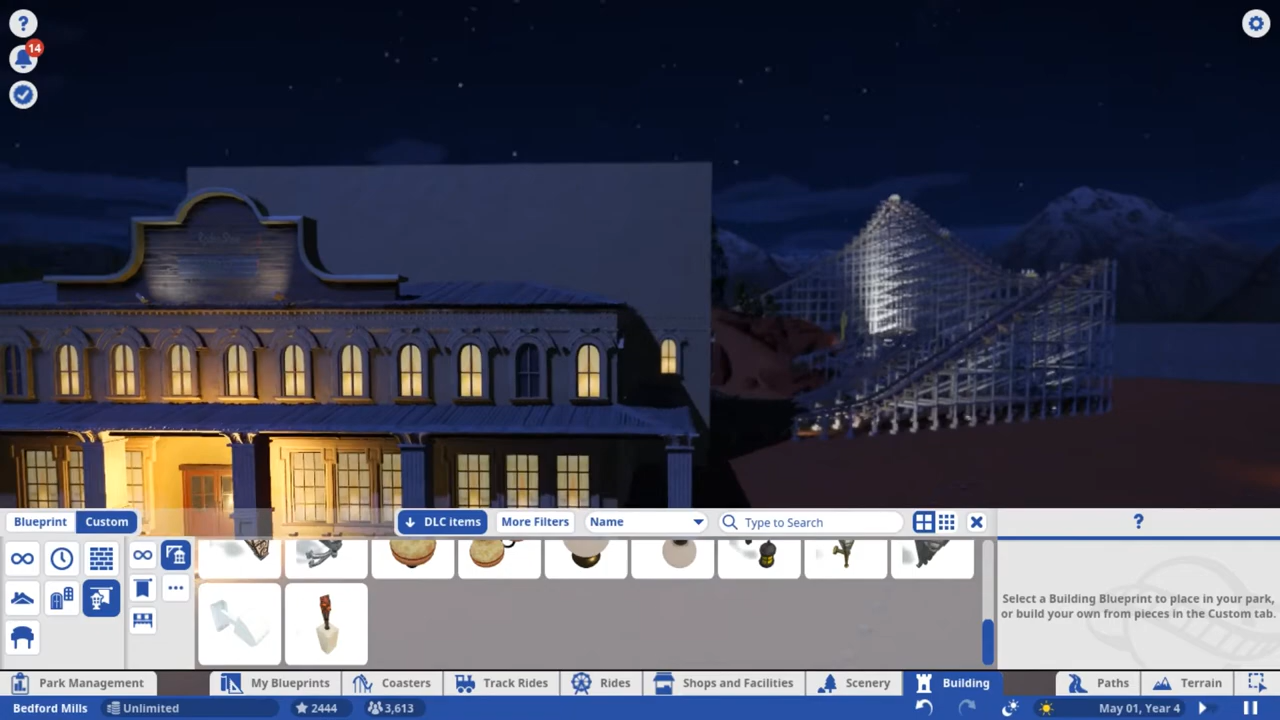 ?
14
Blueprint Custom DLC items More Filters Name Type to Search ?
Select a Building Blueprint to place in your park,
or build your own from pieces in the Custom tab.
Park Management My Blueprints Coasters Track Rides Rides Shops and Facilities Scenery Building Paths Terrain
Bedford Mills Unlimited 2444 3,613 May 01, Year 4